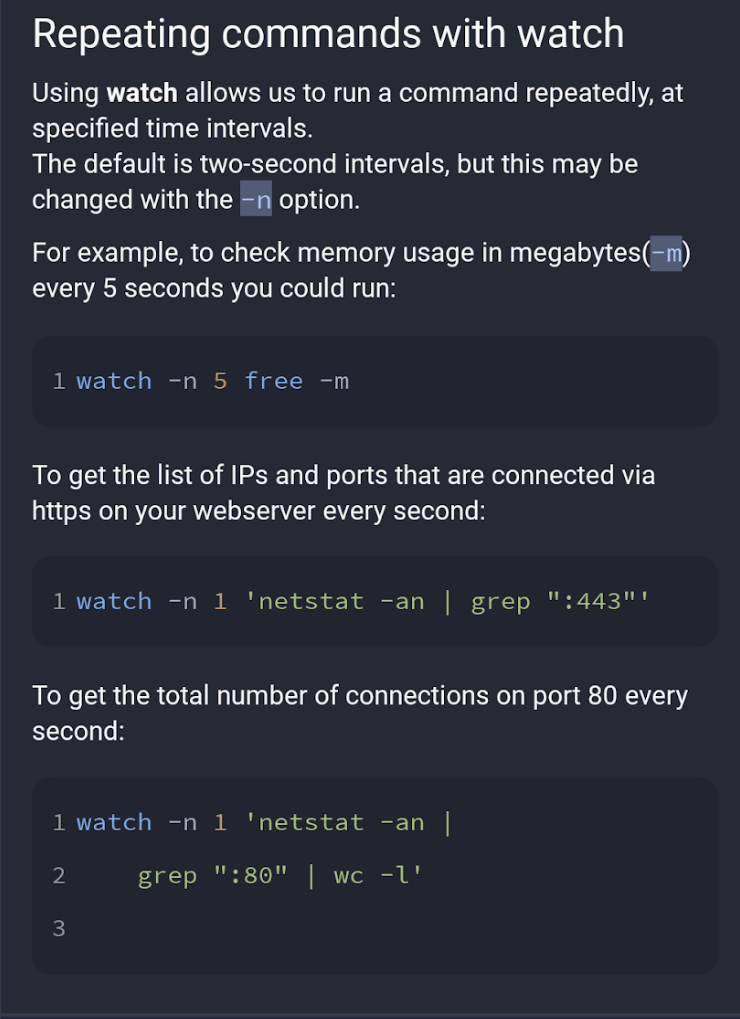 Repeating commands with watch
Using watch allows us to run a command repeatedly, at
specified time intervals.
The default is two-second intervals, but this may be
changed with the -n option.
For example, to check memory usage in megabytes(-m)
every 5 seconds you could run:
1 watch -n 5 free -m
To get the list of IPs and ports that are connected via
https on your webserver every second:
1 watch -n 1 'netstat -an | grep ":443"'
To get the total number of connections on port 80 every
second:
1 watch -n 1 'netstat -an |
2     grep ":80" | wc -l'
3